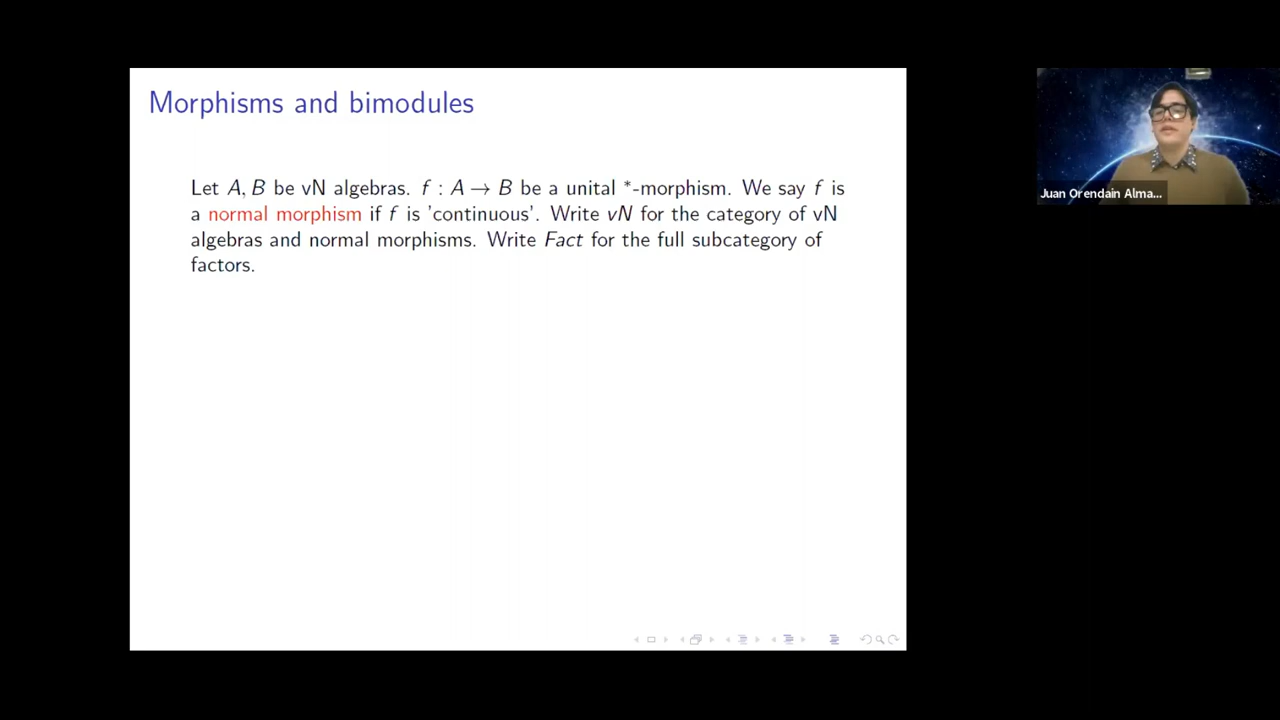 Morphisms and bimodules
Let A, B be vN algebras. f : A → B be a unital *-morphism. We say f is
a normal morphism if f is 'continuous'. Write vN for the category of vN
algebras and normal morphisms. Write Fact for the full subcategory of
factors.
Juan Orendain Alma...